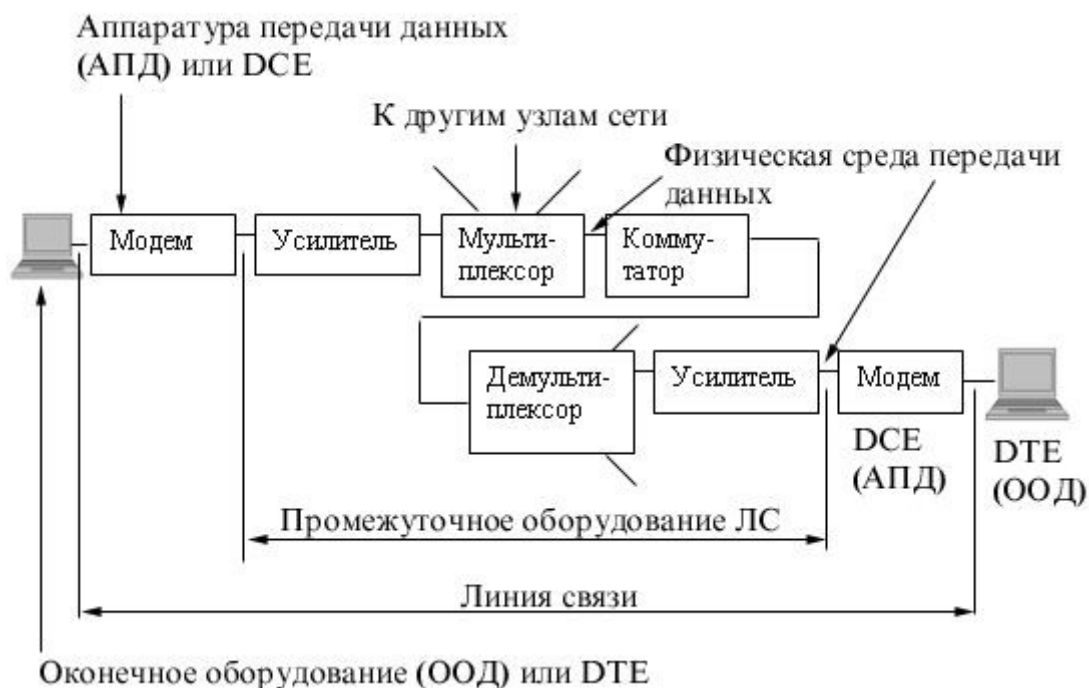 Аппаратура передачи данных
(АПД) или DCE
К другим узлам сети
Физическая среда передачи
данных
Модем
Усилитель
Мульти-
плексор
Комму-
татор
Демульти-
плексор
Усилитель
Модем
DCE
(АПД)
DTE
(ООД)
Промежуточное оборудование ЛС
Линия связи
Оконечное оборудование (ООД) или DTE